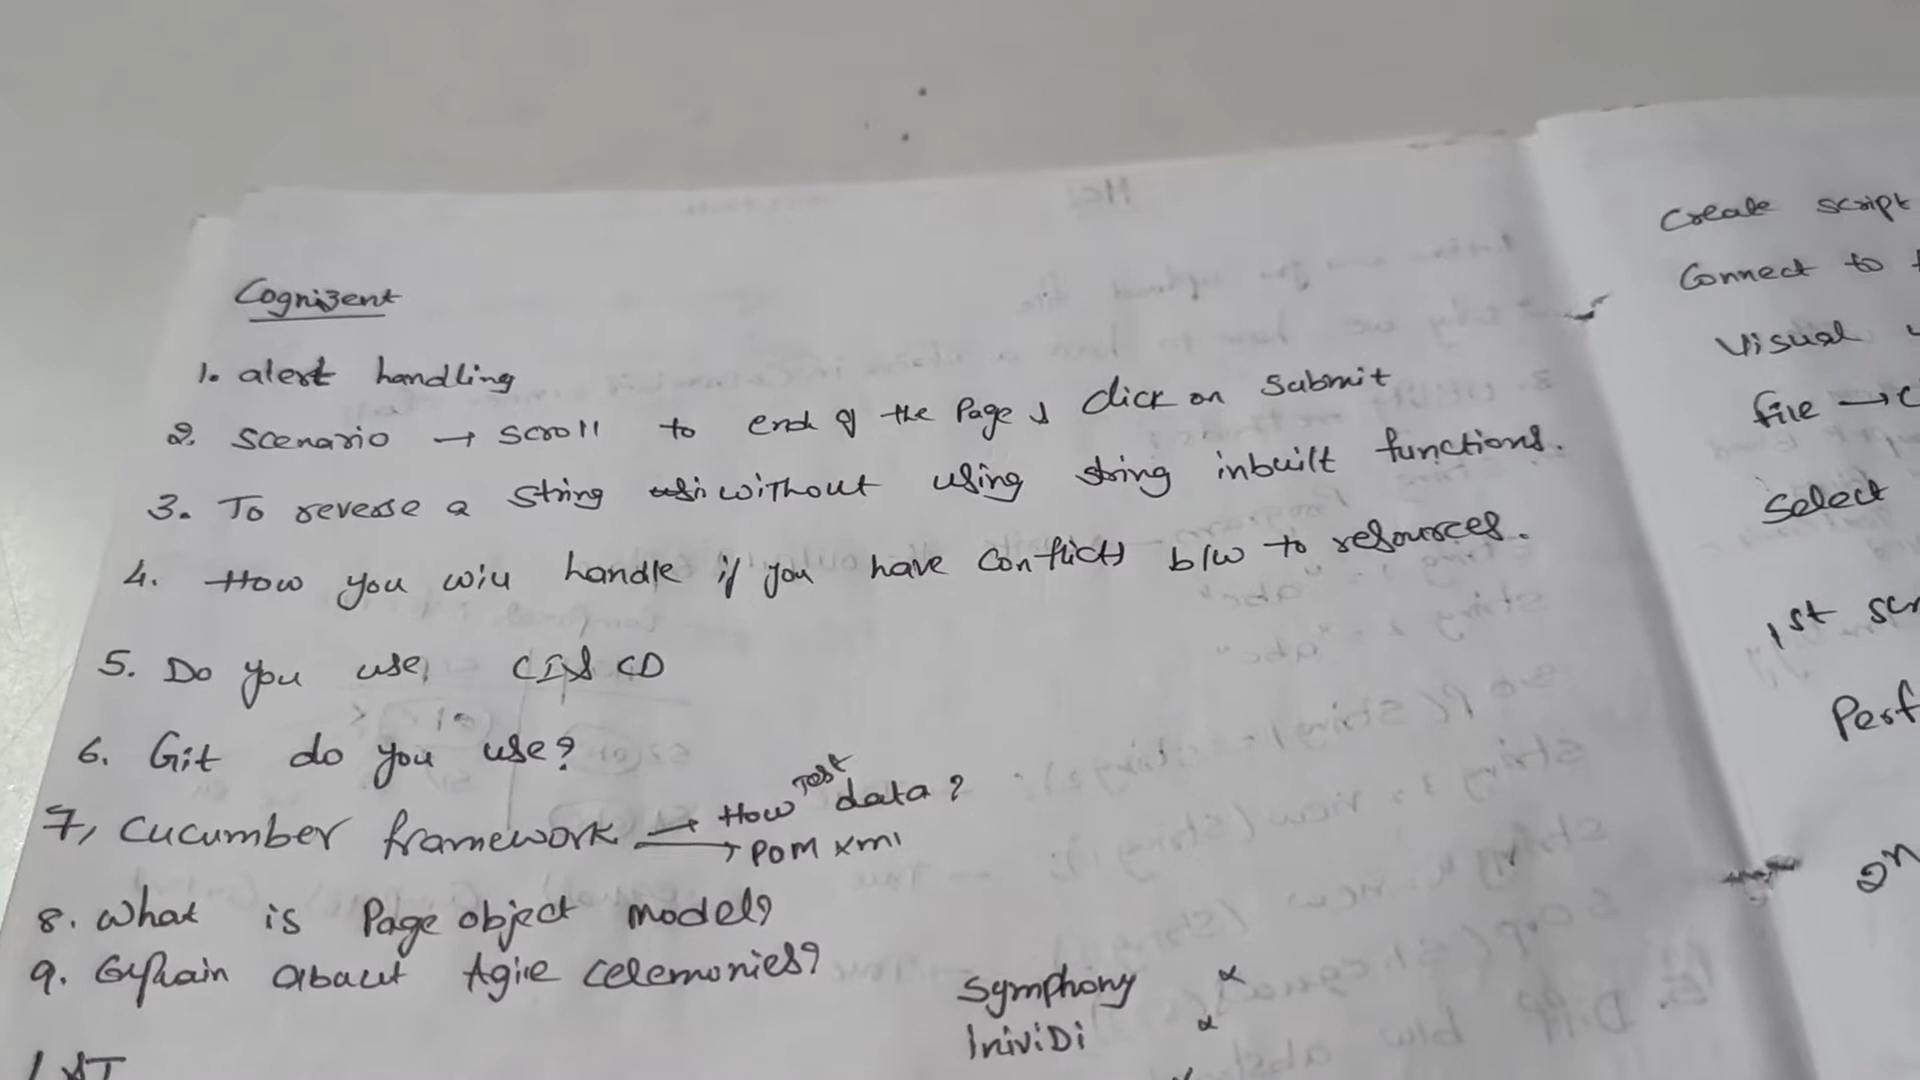 Cognizent
1. alert handling
2. Scenario → Scroll to end of the Page & click on Submit
3. To reverse a String without using string inbuilt functions.
4. How you will handle if you have Conflicts b/w to resources.
5. Do you use CI & CD
6. Git do you use?
7, Cucumber framework → How Test data?
→ POM xml
8. What is Page object model?
9. Explain about Agile Celemonies?
Symphony
IniviDi
Create script
Connect to
Visual
file →
Select
1st
Perf